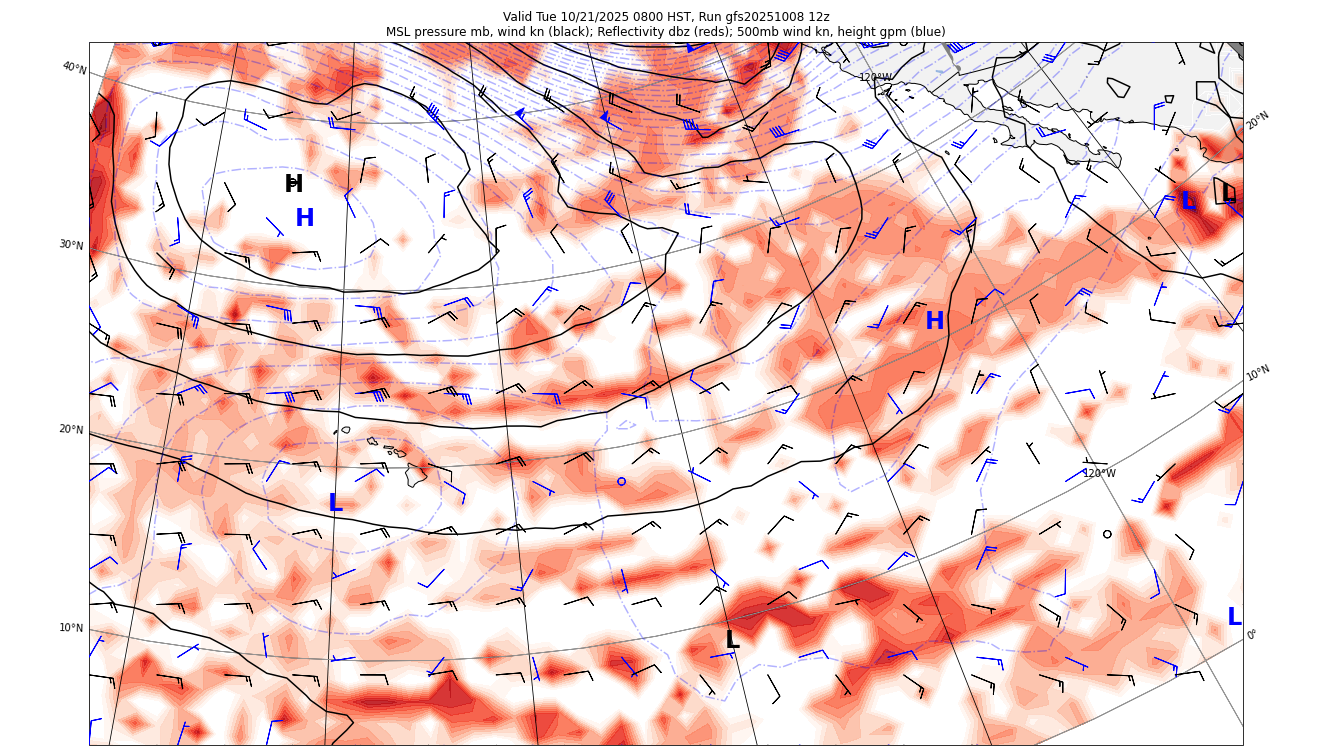 Valid Tue 10/21/2025 0800 HST, Run gfs20251008 12z
MSL pressure mb, wind kn (black); Reflectivity dbz (reds); 500mb wind kn, height gpm (blue)
40°N
120°W
20°N
H
H
L
L
30°N
H
10°N
20°N
120°W
L
10°N
L
L
0°